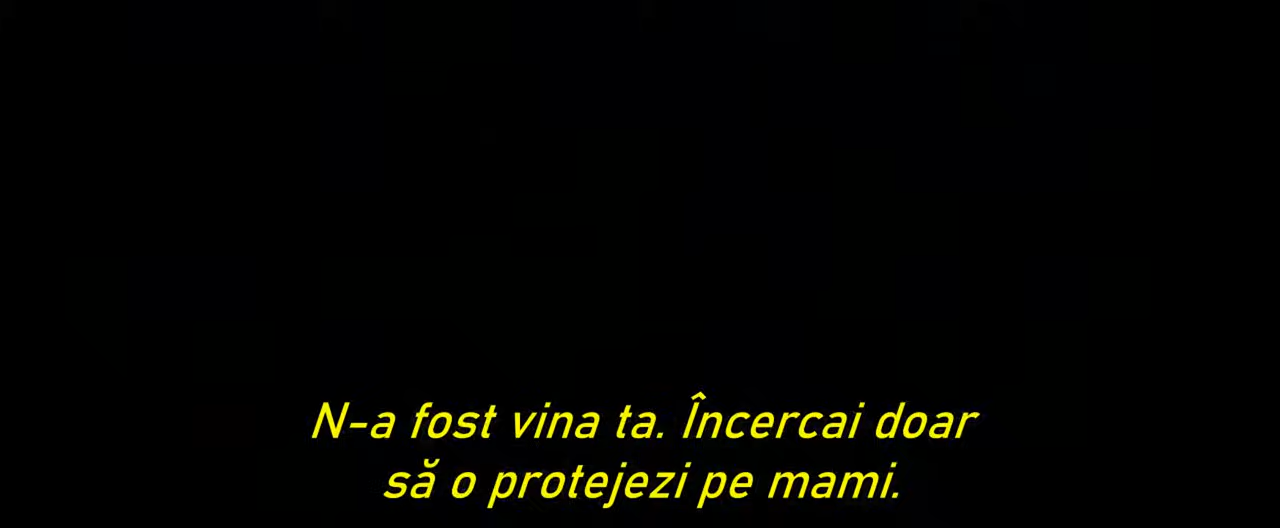 N-a fost vina ta. Încercai doar
să o protejezi pe mami.